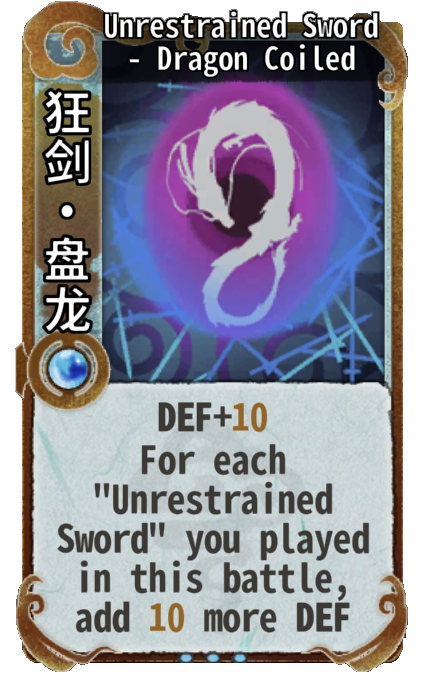 Unrestrained Sword
- Dragon Coiled
狂剑·盘龙
DEF+10
For each
"Unrestrained
Sword" you played
in this battle,
add 10 more DEF